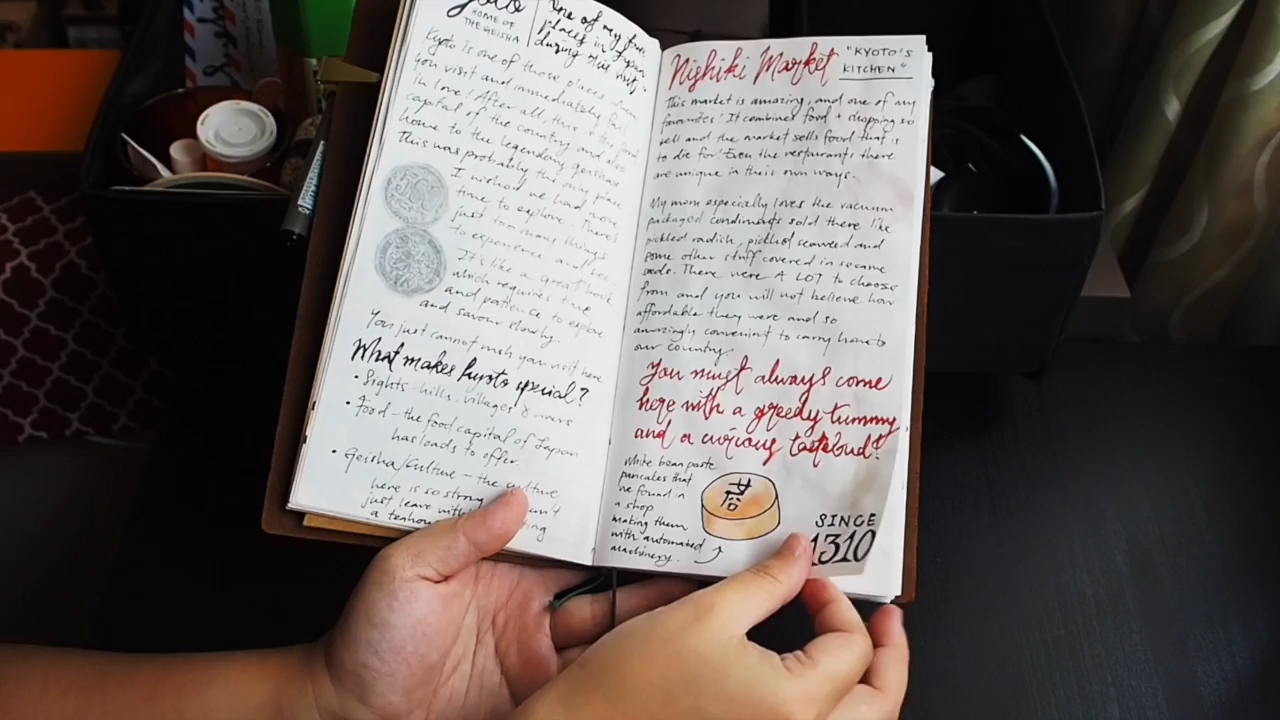 HOME OF
THE GEISHA
One of my fav
places in Japan
during this visit
Kyoto is one of those places when
you visit and immediately fall
in love! After all, this is the food
capital of the country and also
home to the legendary geishas
This was probably the only place
I wished we had more
time to explore. There's
just too many things
to experience and
It's like a great book
which requires time
and patience to explore
and savour slowly.
You just cannot rush you visit here
What makes kyoto special?
• Sights - hills, villages & rivers
• Food - the food capital of Japan
has loads to offer
• Geisha/Culture - the culture
here is so strong
just leave
a teahou
Nishiki Market
"KYOTO'S
KITCHEN"
This market is amazing, and one of my
favourites! It combines food + shopping so
well and the market sells food that is
to die for! Even the restaurants there
are unique in their own ways.
My mom especially loves the vacuum
packaged condiments sold there like
pickled radish, pickled seaweed and
some other stuff covered in sesame
seeds. There were A LOT to choose
from and you will not believe how
affordable they were and so
amazingly convenient to carry home to
our country.
You must always come
here with a greedy tummy
and a curious tastebud!
White bean paste
pancakes that
we found in
a shop
making them
with automated
machinery.
SINCE
1310